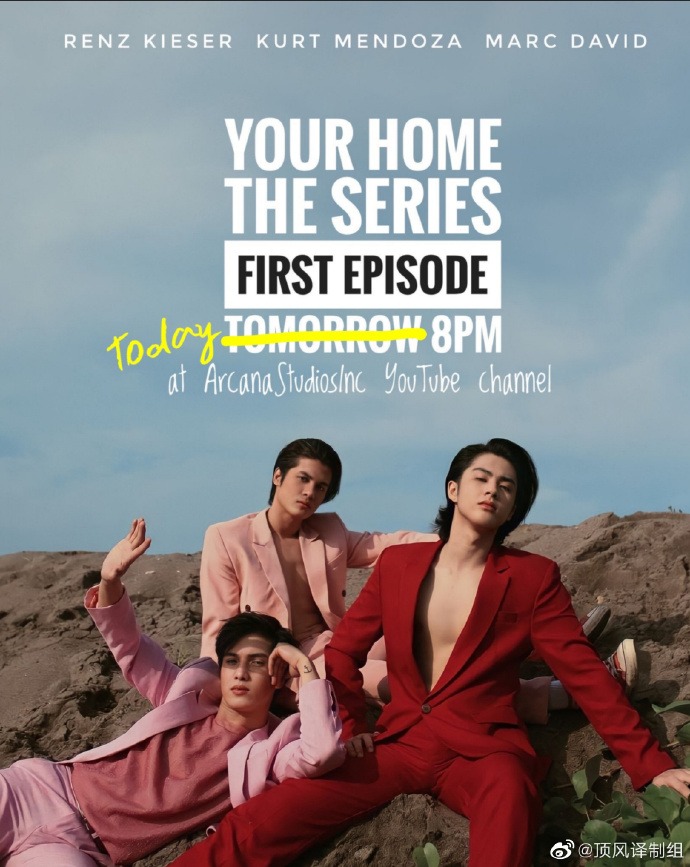 RENZ KIESER KURT MENDOZA MARC DAVID
YOUR HOME
THE SERIES
FIRST EPISODE
Today TOMORROW 8PM
at ArcanaStudiosInc YouTube channel
@顶风译制组